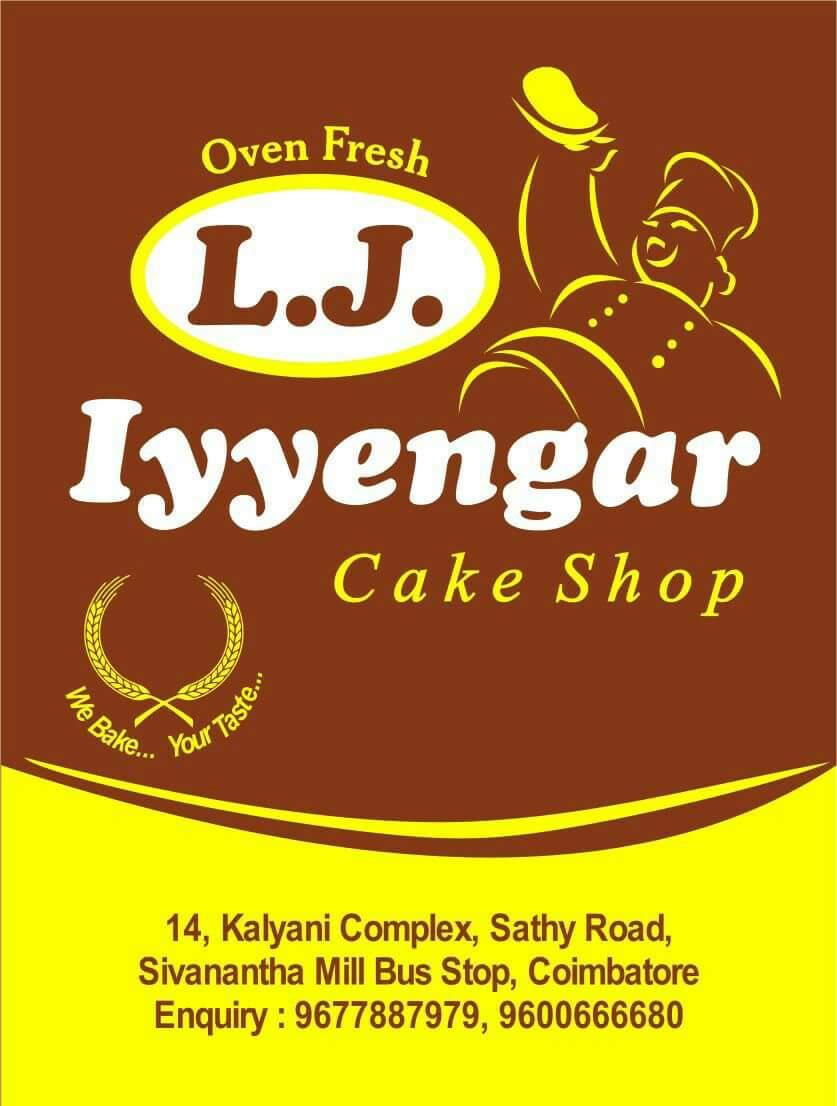 Oven Fresh
L.J.
Iyyengar
Cake Shop
We Bake... Your Taste...
14, Kalyani Complex, Sathy Road,
Sivanantha Mill Bus Stop, Coimbatore
Enquiry : 9677887979, 9600666680